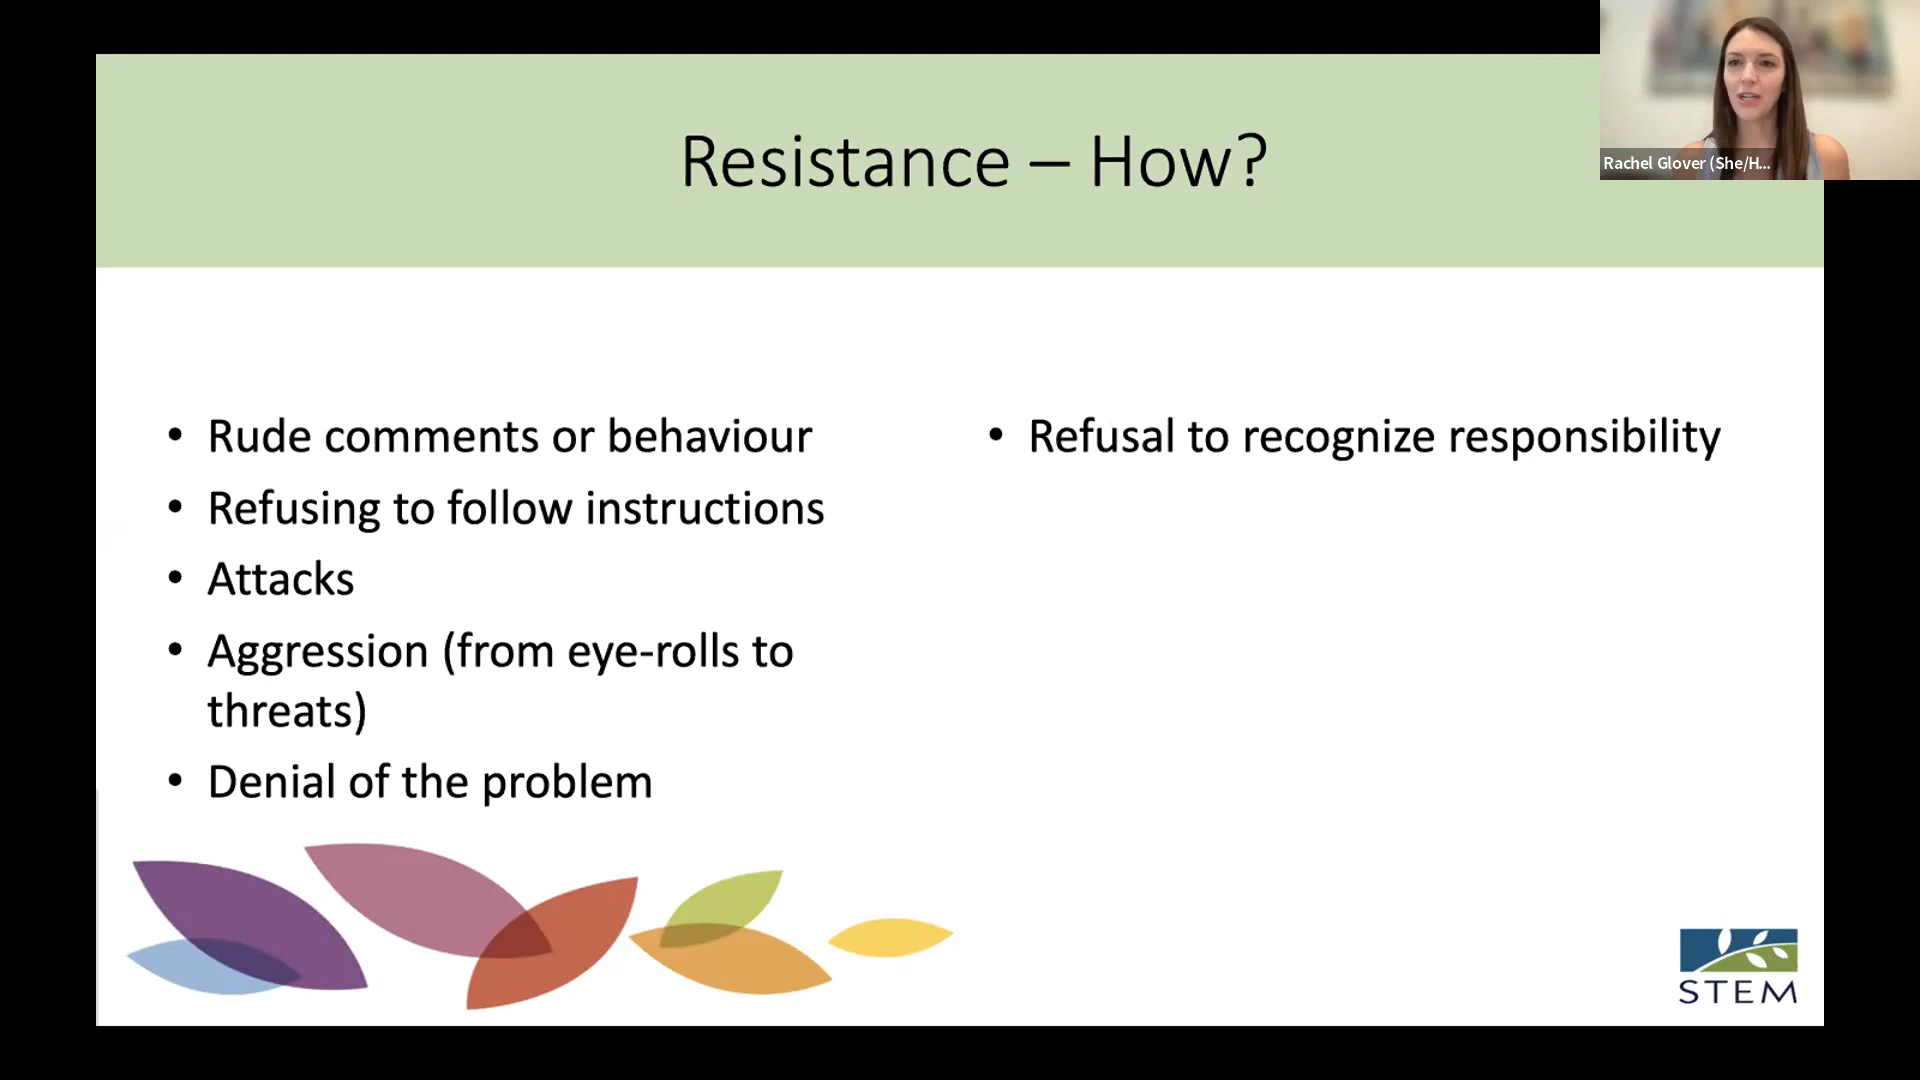 Resistance – How?
Rachel Glover (She/H...
• Rude comments or behaviour
• Refusing to follow instructions
• Attacks
• Aggression (from eye-rolls to
threats)
• Denial of the problem
• Refusal to recognize responsibility
STEM